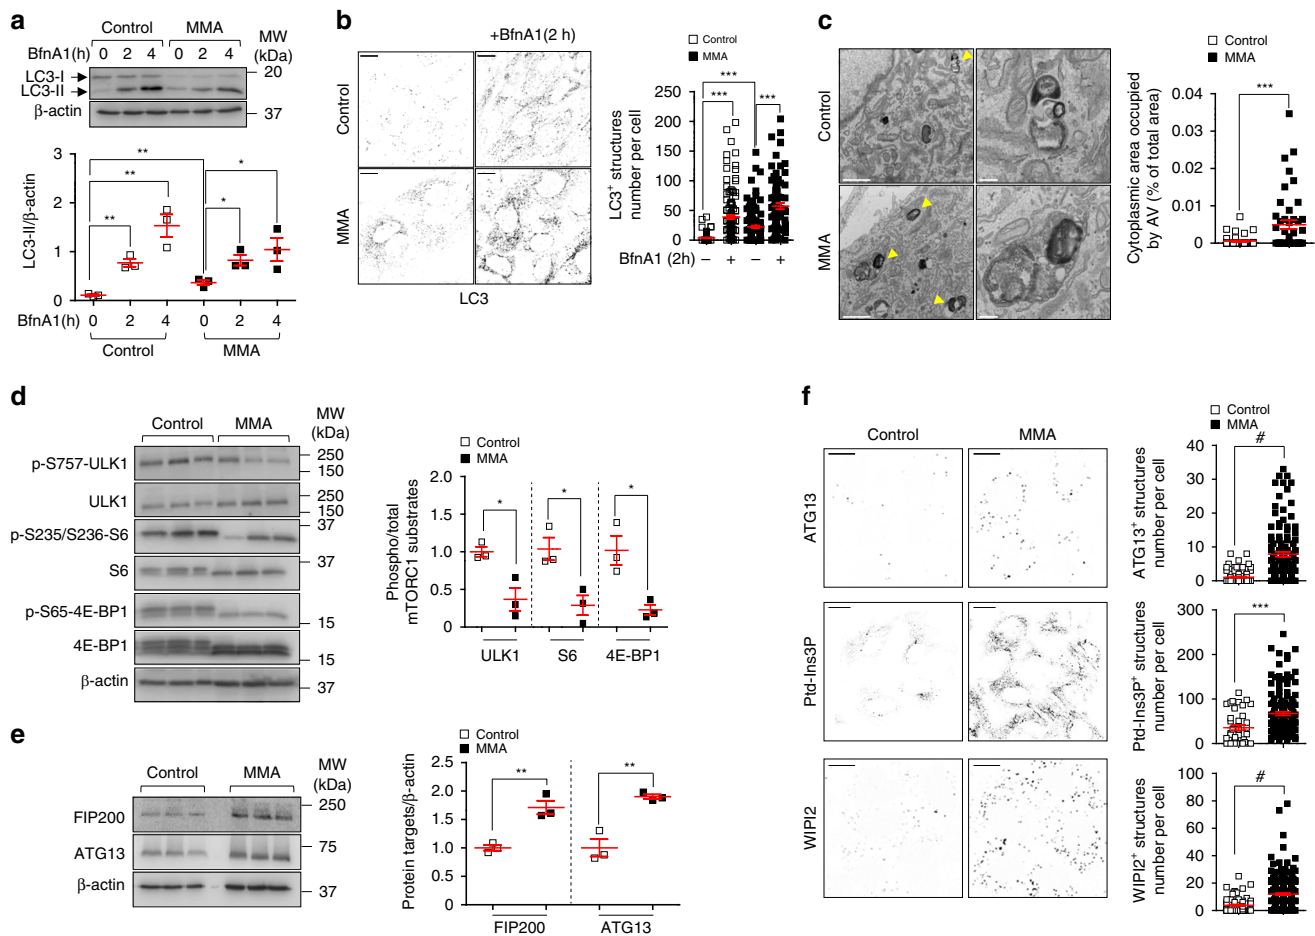 a
Control MMA MW
(kDa)
BfnA1(h) 0 2 4 0 2 4
LC3-I
LC3-II
20
β-actin
37
3
2
1
0
LC3-II/β-actin
** ** ** * *
BfnA1(h) 0 2 4 0 2 4
Control MMA
b
+BfnA1(2 h)
Control
MMA
LC3
Control
MMA
*** *** ***
250
200
150
100
50
0
LC3+ structures
number per cell
BfnA1 (2h) – + – +
c
Control
MMA
Control
MMA
***
0.04
0.03
0.02
0.01
0
Cytoplasmic area occupied
by AV (% of total area)
d
Control MMA MW
(kDa)
p-S757-ULK1 250
150
ULK1 250
150
p-S235/S236-S6 37
S6 37
p-S65-4E-BP1 15
4E-BP1 15
β-actin 37
Control
MMA
2.0
1.5
1.0
0.5
0
Phospho/total
mTORC1 substrates
* * *
ULK1 S6 4E-BP1
e
Control MMA MW
(kDa)
FIP200 250
ATG13 75
β-actin 37
Control
MMA
2.5
2.0
1.5
1.0
0.5
0
Protein targets/β-actin
** **
FIP200 ATG13
f
Control MMA
ATG13
Ptd-Ins3P
WIPI2
Control
MMA
#
40
30
20
10
0
ATG13+ structures
number per cell
***
300
200
100
0
Ptd-Ins3P+ structures
number per cell
#
100
80
60
40
20
0
WIPI2+ structures
number per cell